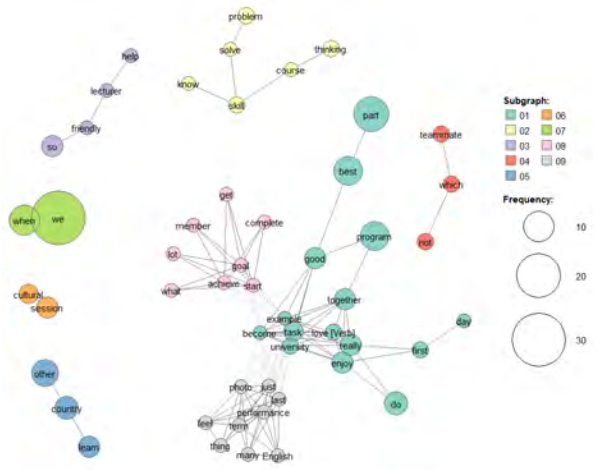 problem
solve
thinking
know
course
skill
help
lecturer
friendly
so
Subgraph:
01
02
03
04
05
06
07
08
09
Frequency:
10
20
30
part
best
teammate
which
not
program
good
get
member
complete
lot
goal
what
achieve
start
when
we
cultural
session
together
example
become
task
love [Verb]
university
really
enjoy
first
day
do
other
country
learn
photo
just
last
performance
feel
term
thing
many
English